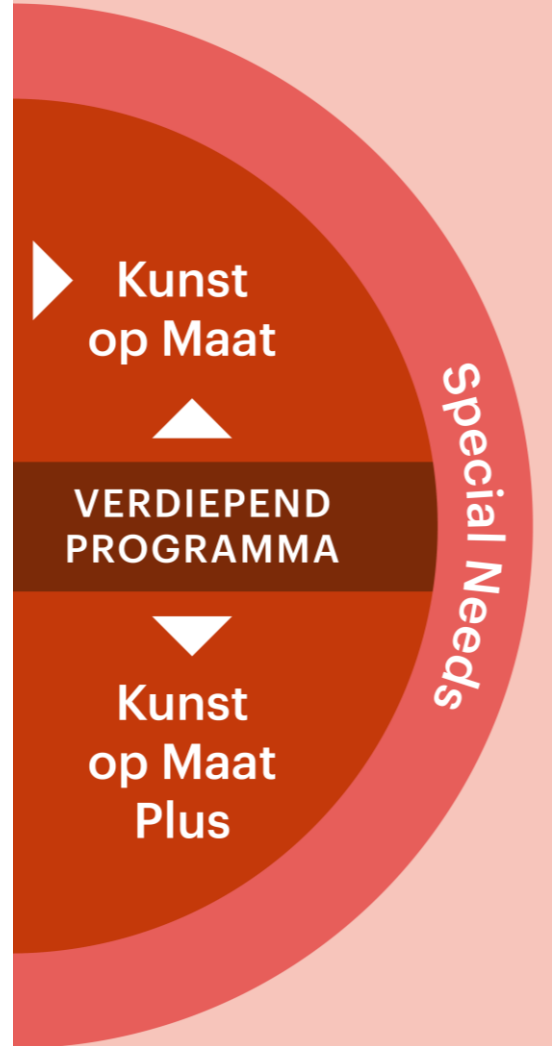 Kunst
op Maat
VERDIEPEND
PROGRAMMA
Kunst
op Maat
Plus
Special Needs